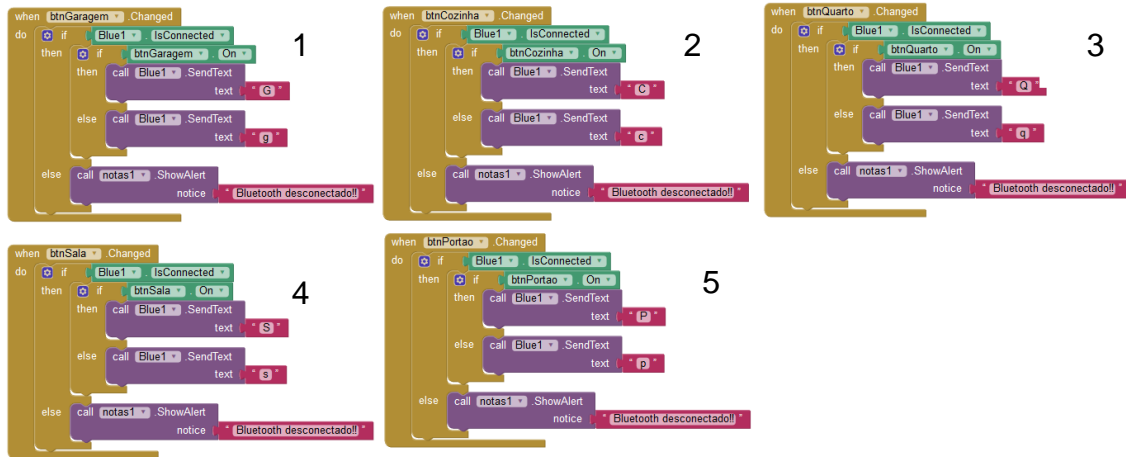 when btnGaragem .Changed
do if Blue1 . IsConnected
then if btnGaragem . On
then call Blue1 .SendText
text " G "
else call Blue1 .SendText
text " g "
else call notas1 .ShowAlert
notice " Bluetooth desconectado!! "
1
when btnCozinha .Changed
do if Blue1 . IsConnected
then if btnCozinha . On
then call Blue1 .SendText
text " C "
else call Blue1 .SendText
text " c "
else call notas1 .ShowAlert
notice " Bluetooth desconectado!! "
2
when btnQuarto .Changed
do if Blue1 . IsConnected
then if btnQuarto . On
then call Blue1 .SendText
text " Q "
else call Blue1 .SendText
text " q "
else call notas1 .ShowAlert
notice " Bluetooth desconectado!! "
3
when btnSala .Changed
do if Blue1 . IsConnected
then if btnSala . On
then call Blue1 .SendText
text " S "
else call Blue1 .SendText
text " s "
else call notas1 .ShowAlert
notice " Bluetooth desconectado!! "
4
when btnPortao .Changed
do if Blue1 . IsConnected
then if btnPortao . On
then call Blue1 .SendText
text " P "
else call Blue1 .SendText
text " p "
else call notas1 .ShowAlert
notice " Bluetooth desconectado!! "
5